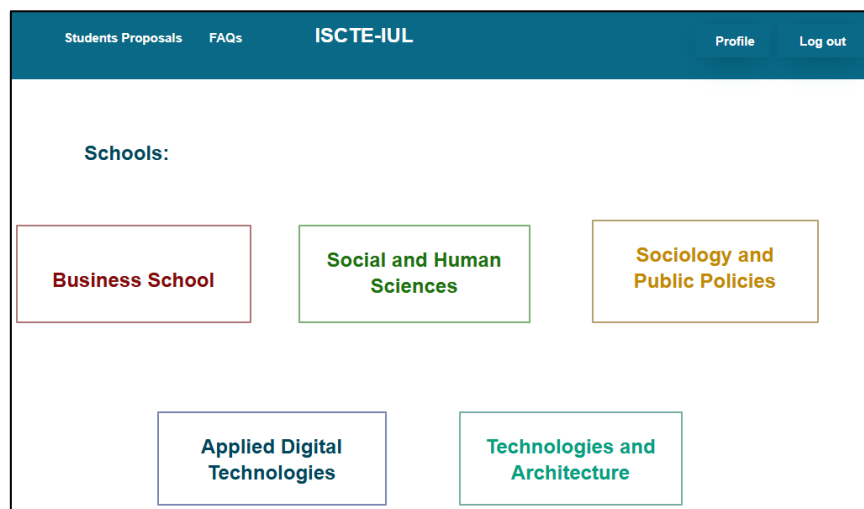 Students Proposals FAQs ISCTE-IUL Profile Log out
Schools:
Business School
Social and Human
Sciences
Sociology and
Public Policies
Applied Digital
Technologies
Technologies and
Architecture